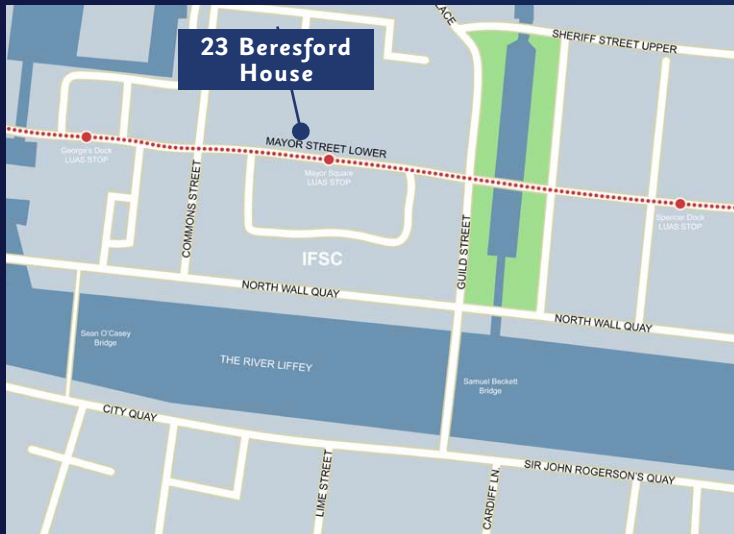 LACE
SHERIFF STREET UPPER
23 Beresford
House
MAYOR STREET LOWER
George's Dock
LUAS STOP
Mayor Square
LUAS STOP
Spencer Dock
LUAS STOP
COMMONS STREET
GUILD STREET
IFSC
NORTH WALL QUAY
NORTH WALL QUAY
Sean O'Casey
Bridge
THE RIVER LIFFEY
Samuel Beckett
Bridge
CITY QUAY
SIR JOHN ROGERSON'S QUAY
LIME STREET
CARDIFF LN.